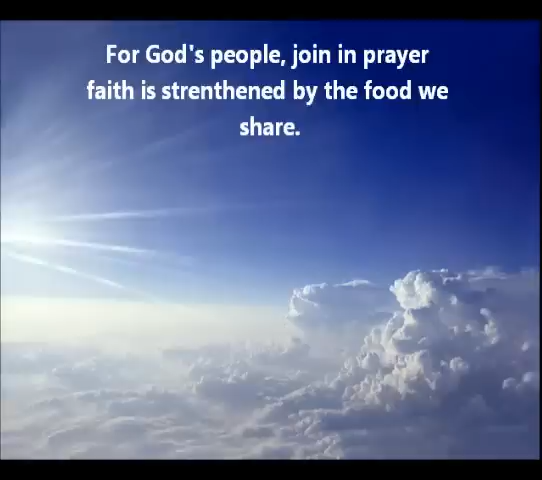 For God's people, join in prayer
faith is strenthened by the food we
share.